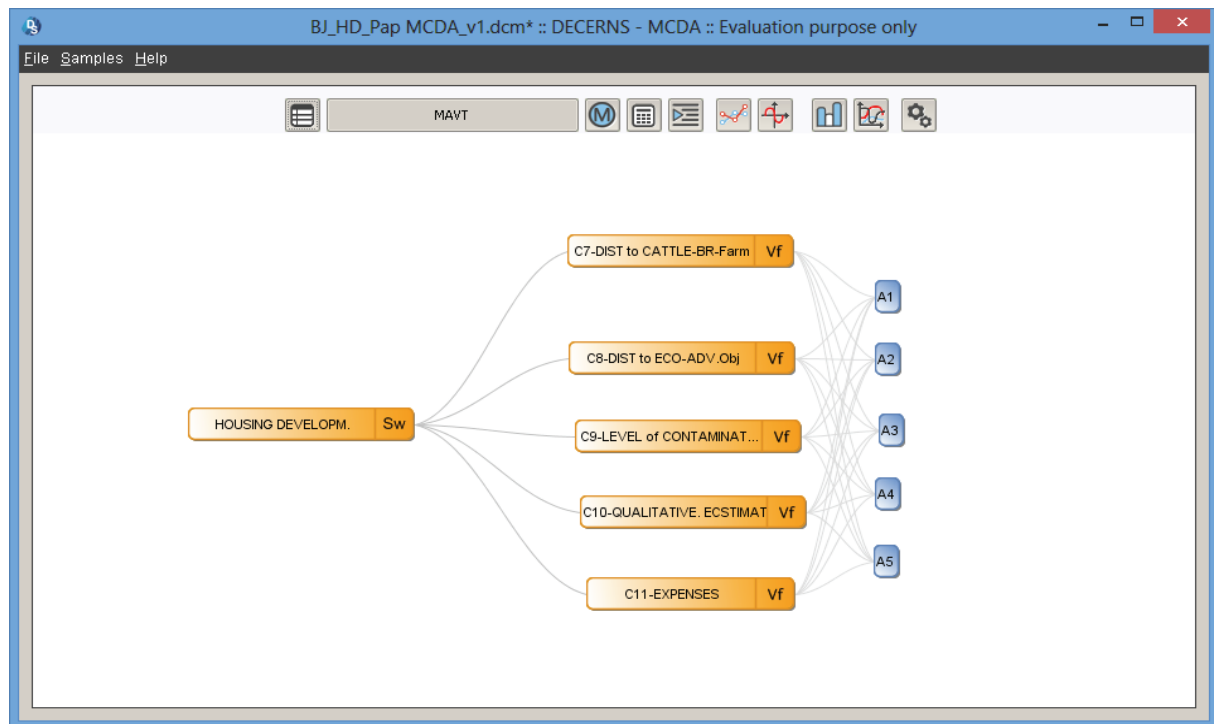 BJ_HD_Pap MCDA_v1.dcm* :: DECERNS - MCDA :: Evaluation purpose only
File Samples Help
MAVT
M
C7-DIST to CATTLE-BR-Farm Vf
A1
C8-DIST to ECO-ADV.Obj Vf
A2
HOUSING DEVELOPM. Sw
C9-LEVEL of CONTAMINAT... Vf
A3
C10-QUALITATIVE. ECSTIMAT Vf
A4
A5
C11-EXPENSES Vf